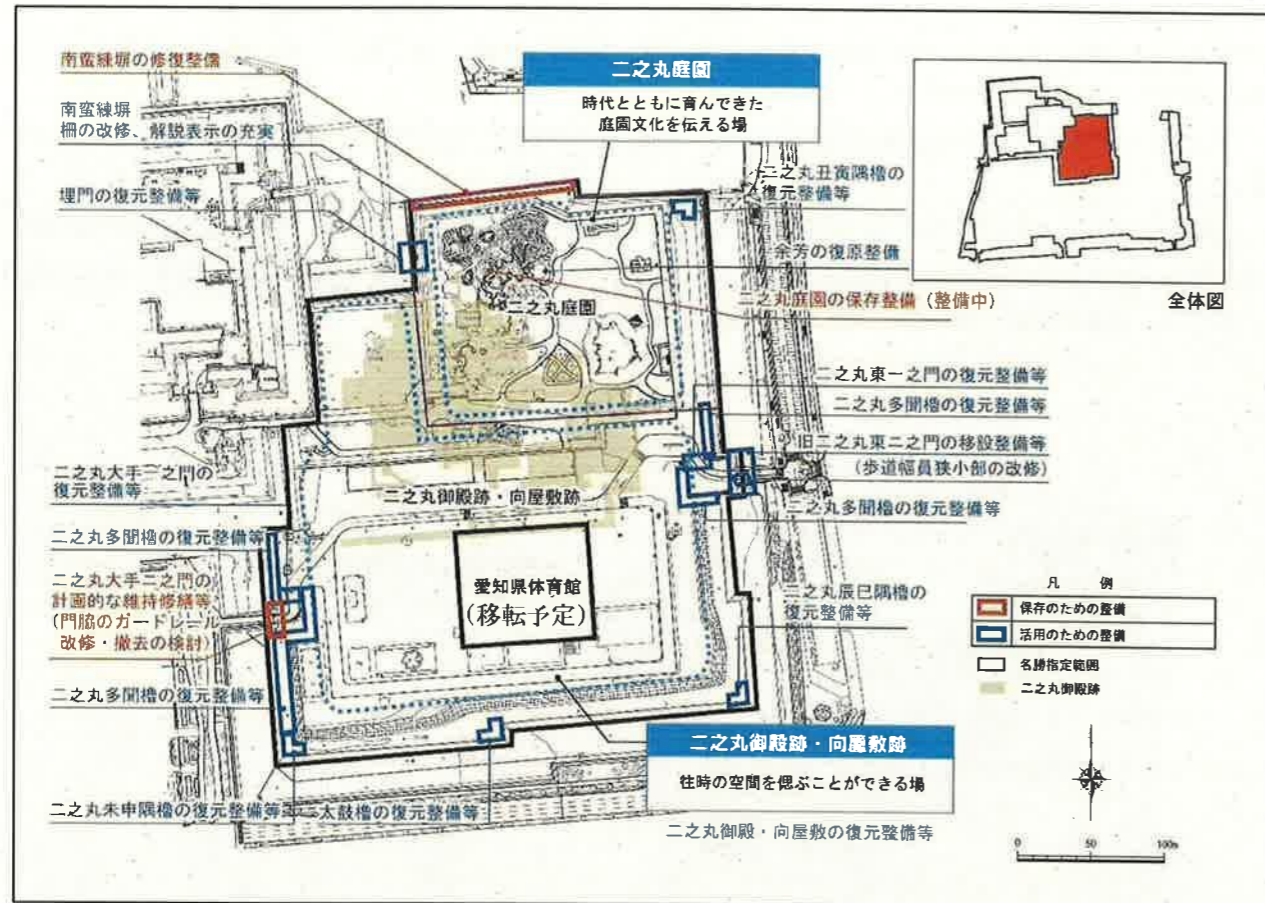 南蛮練塀の修復整備
南蛮練塀
柵の改修、解説表示の充実
埋門の復元整備等
二之丸庭園
時代とともに育んできた
庭園文化を伝える場
二之丸丑寅隅櫓の
復元整備等
余芳の復原整備
二之丸庭園の保存整備（整備中）
全体図
二之丸庭園
二之丸東一之門の復元整備等
二之丸多聞櫓の復元整備等
旧二之丸東二之門の移設整備等
（歩道幅員狭小部の改修）
二之丸多聞櫓の復元整備等
二之丸大手一之門の
復元整備等
二之丸御殿跡・向屋敷跡
二之丸多聞櫓の復元整備等
二之丸大手二之門の
計画的な維持修繕等
（門脇のガードレール
改修・撤去の検討）
愛知県体育館
（移転予定）
二之丸辰巳隅櫓の
復元整備等
凡例
保存のための整備
活用のための整備
名勝指定範囲
二之丸御殿跡
二之丸多聞櫓の復元整備等
二之丸御殿跡・向屋敷跡
往時の空間を偲ぶことができる場
二之丸未申隅櫓の復元整備等
太鼓櫓の復元整備等
二之丸御殿・向屋敷の復元整備等
0 50 100m